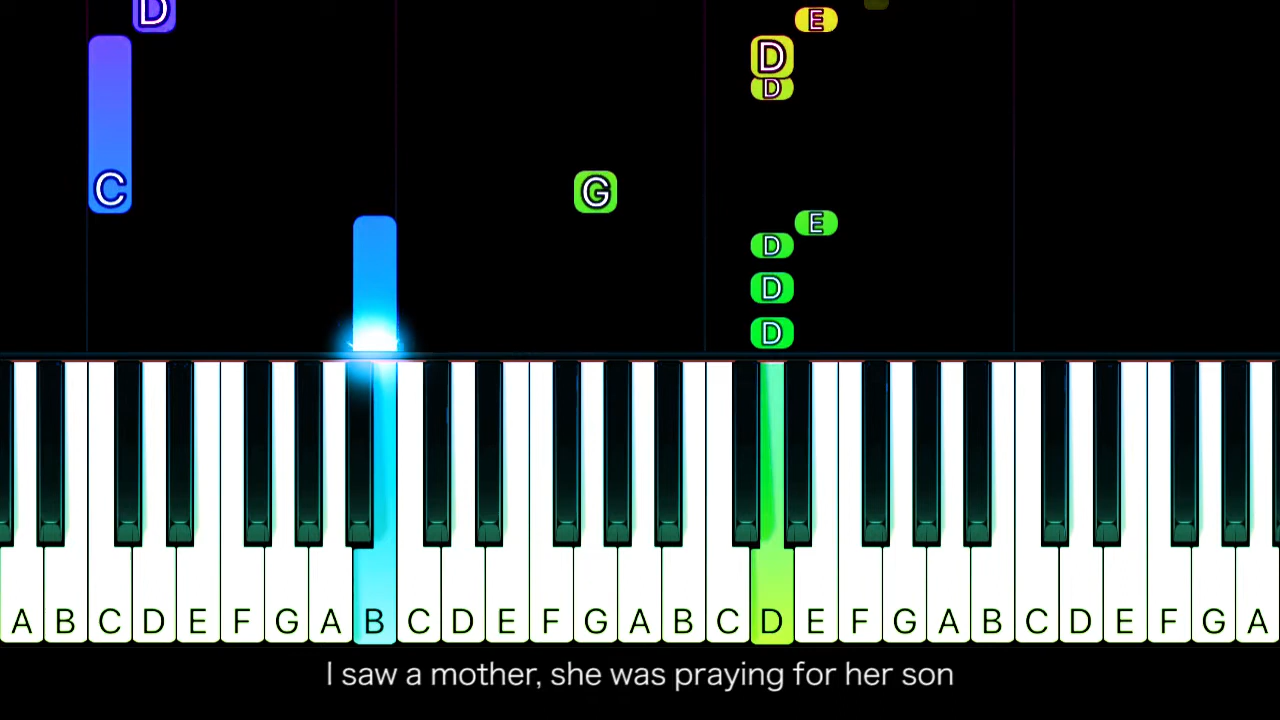 D E
D
D
C G
E
D
D
D
A B C D E F G A B C D E F G A B C D E F G A B C D E F G A
I saw a mother, she was praying for her son